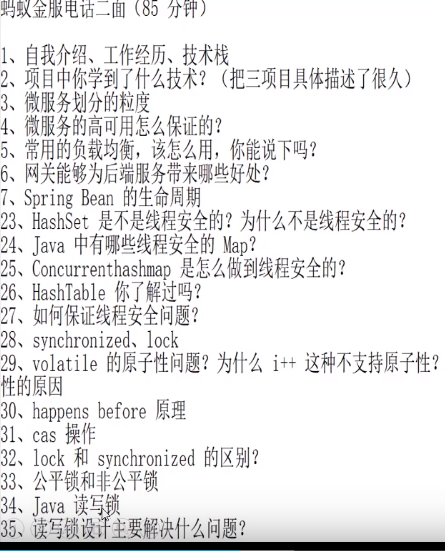 蚂蚁金服电话二面（85 分钟）
1、自我介绍、工作经历、技术栈
2、项目中你学到了什么技术？（把三项目具体描述了很久）
3、微服务划分的粒度
4、微服务的高可用怎么保证的？
5、常用的负载均衡，该怎么用，你能说下吗？
6、网关能够为后端服务带来哪些好处？
7、Spring Bean 的生命周期
23、HashSet 是不是线程安全的？为什么不是线程安全的？
24、Java 中有哪些线程安全的 Map？
25、Concurrenthashmap 是怎么做到线程安全的？
26、HashTable 你了解过吗？
27、如何保证线程安全问题？
28、synchronized、lock
29、volatile 的原子性问题？为什么 i++ 这种不支持原子性？
性的原因
30、happens before 原理
31、cas 操作
32、lock 和 synchronized 的区别？
33、公平锁和非公平锁
34、Java 读写锁
35、读写锁设计主要解决什么问题？